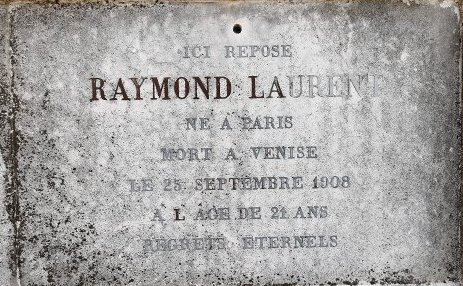 ICI REPOSE
RAYMOND LAURENT
NE A PARIS
MORT A VENISE
LE 25 SEPTEMBRE 1908
A L AGE DE 21 ANS
REGRETS ETERNELS